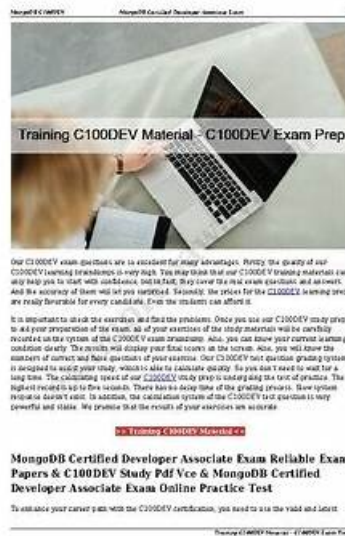 MongoDB C100DEV MongoDB Certified Developer Associate Exam
Training C100DEV Material - C100DEV Exam Prep
Our C100DEV exam questions are so excellent for many advantages. Firstly, the quality of our
C100DEV learning braindumps is very high. You may think that our C100DEV training materials can
only help you to start with confidence, but in fact, they cover the real exam questions and answers.
And the accuracy of them will let you surprised. Secondly, the prices for the C100DEV learning prod
are really favorable for every candidate. Even the students can afford it.
It is important to check the exercises and find the problems. Once you use our C100DEV study prep
to aid your preparation of the exam, all of your exercises of the study materials will be carefully
recorded on the system of the C100DEV exam braindump. Also, you can know your current learning
condition clearly. The results will display your final scores on the screen. Also, you will know the
numbers of correct and false questions of your exercise. Our C100DEV test question grading system
is designed to assist your study, which is able to calculate quickly. So you don't need to wait for a
long time. The calculating speed of our C100DEV study prep is undergoing the test of practice. The
highest record is up to five seconds. There has no delay time of the grading process. Slow system
response doesn't exist. In addition, the calculation system of the C100DEV test question is very
powerful and stable. We promise that the results of your exercises are accurate.
>> Training C100DEV Material <<
MongoDB Certified Developer Associate Exam Reliable Exam
Papers & C100DEV Study Pdf Vce & MongoDB Certified
Developer Associate Exam Online Practice Test
To enhance your career path with the C100DEV certification, you need to use the valid and latest
Training C100DEV Material - C100DEV Exam